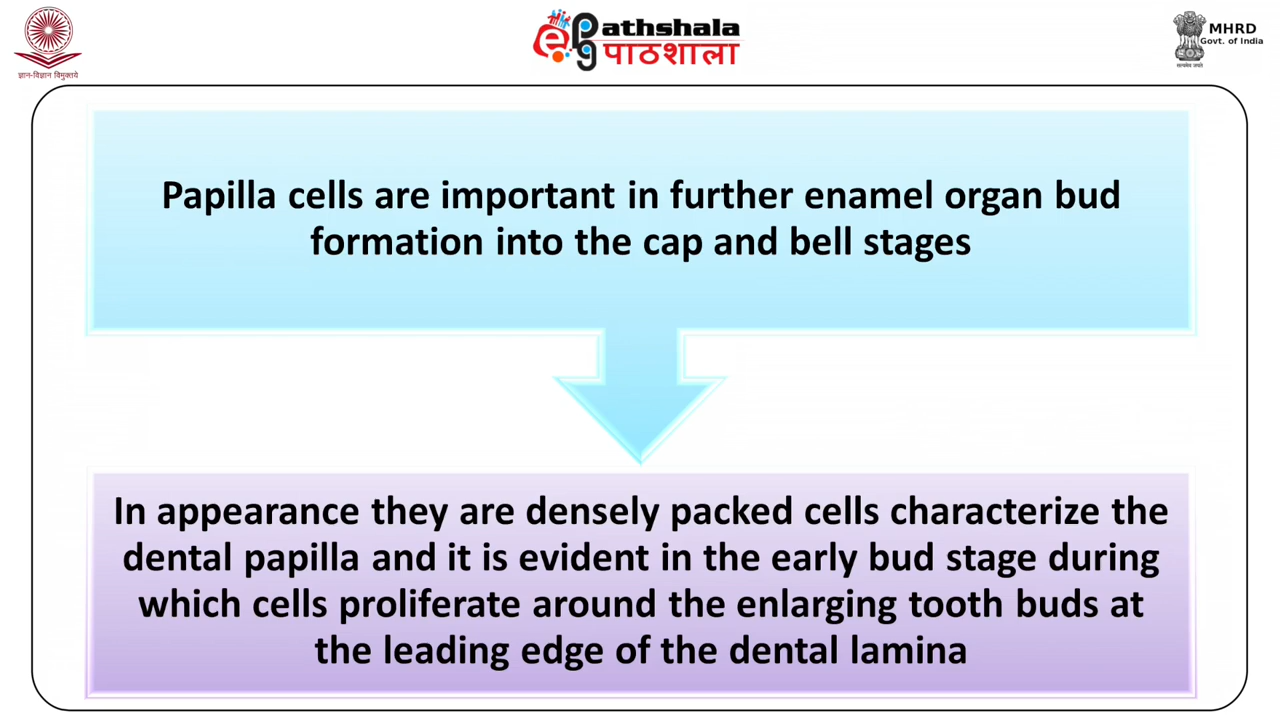 ज्ञान-विज्ञान विमुक्तये
ePathshala
पाठशाला
MHRD
Govt. of India
सत्यमेव जयते
Papilla cells are important in further enamel organ bud
formation into the cap and bell stages
In appearance they are densely packed cells characterize the
dental papilla and it is evident in the early bud stage during
which cells proliferate around the enlarging tooth buds at
the leading edge of the dental lamina